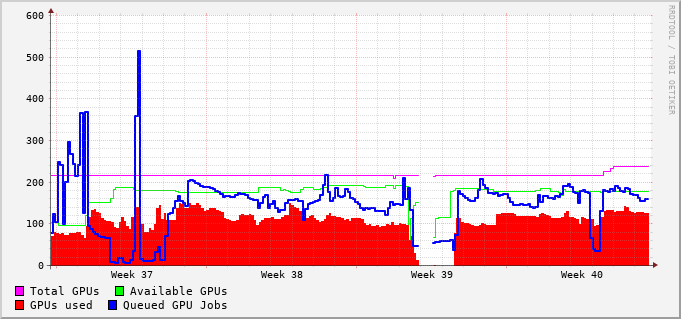 600
500
400
300
200
100
0
Week 37 Week 38 Week 39 Week 40
Total GPUs Available GPUs
GPUs used Queued GPU Jobs
RRDTOOL / TOBI OETIKER